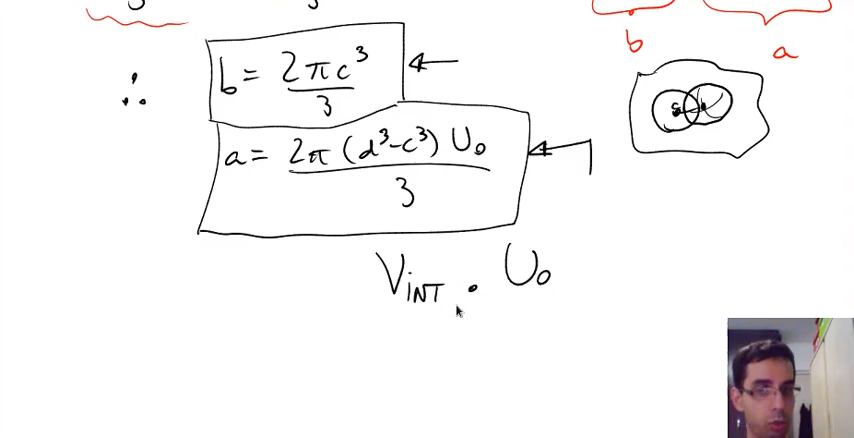 b a
∴ b = 2πc³/3
a = 2π(d³-c³)U₀/3
V_INT · U₀